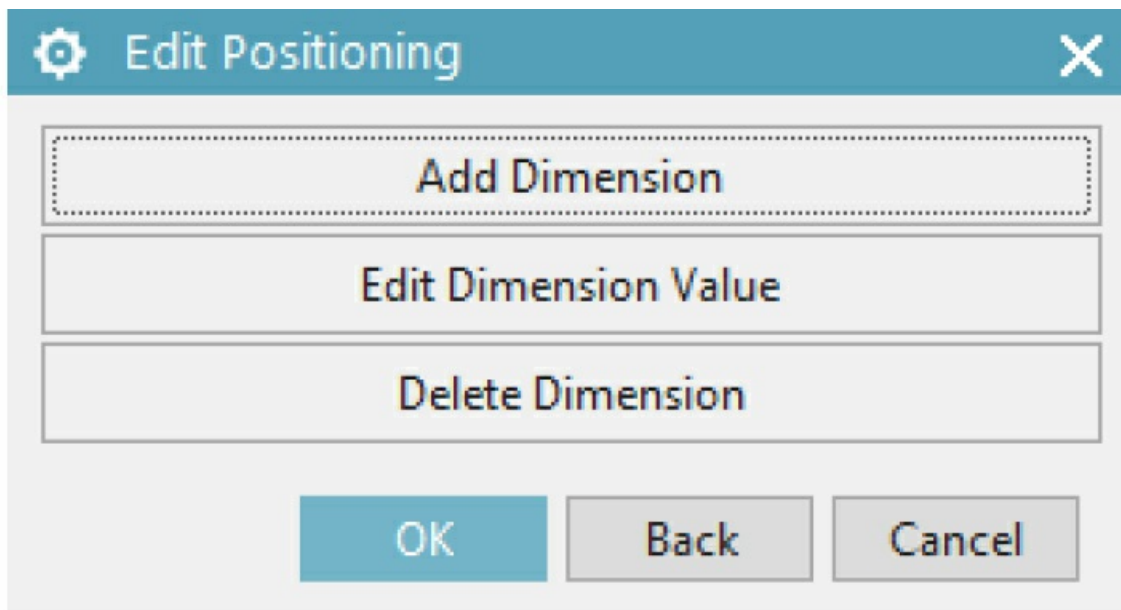 Edit Positioning
Add Dimension
Edit Dimension Value
Delete Dimension
OK Back Cancel